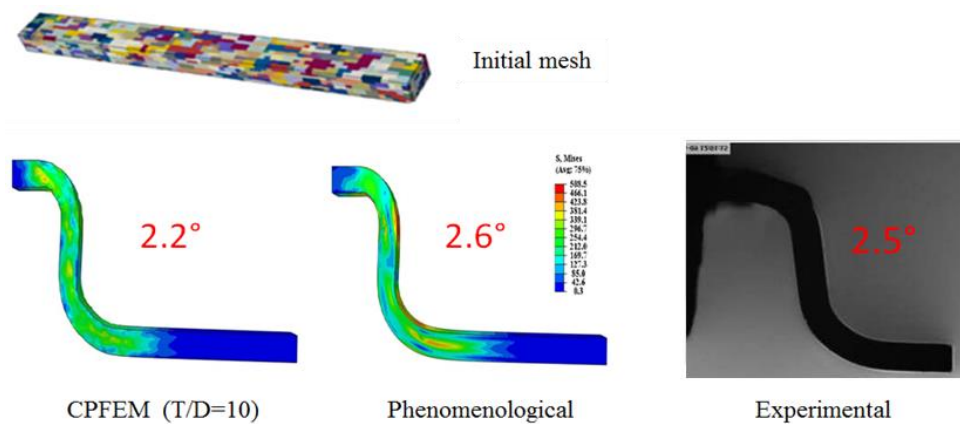 Initial mesh
S, Mises
(Avg: 75%)
508.5
466.1
423.8
381.4
339.1
296.7
254.4
212.0
169.7
127.3
85.0
42.6
0.3
2.2°
2.6°
2.5°
CPFEM (T/D=10)
Phenomenological
Experimental